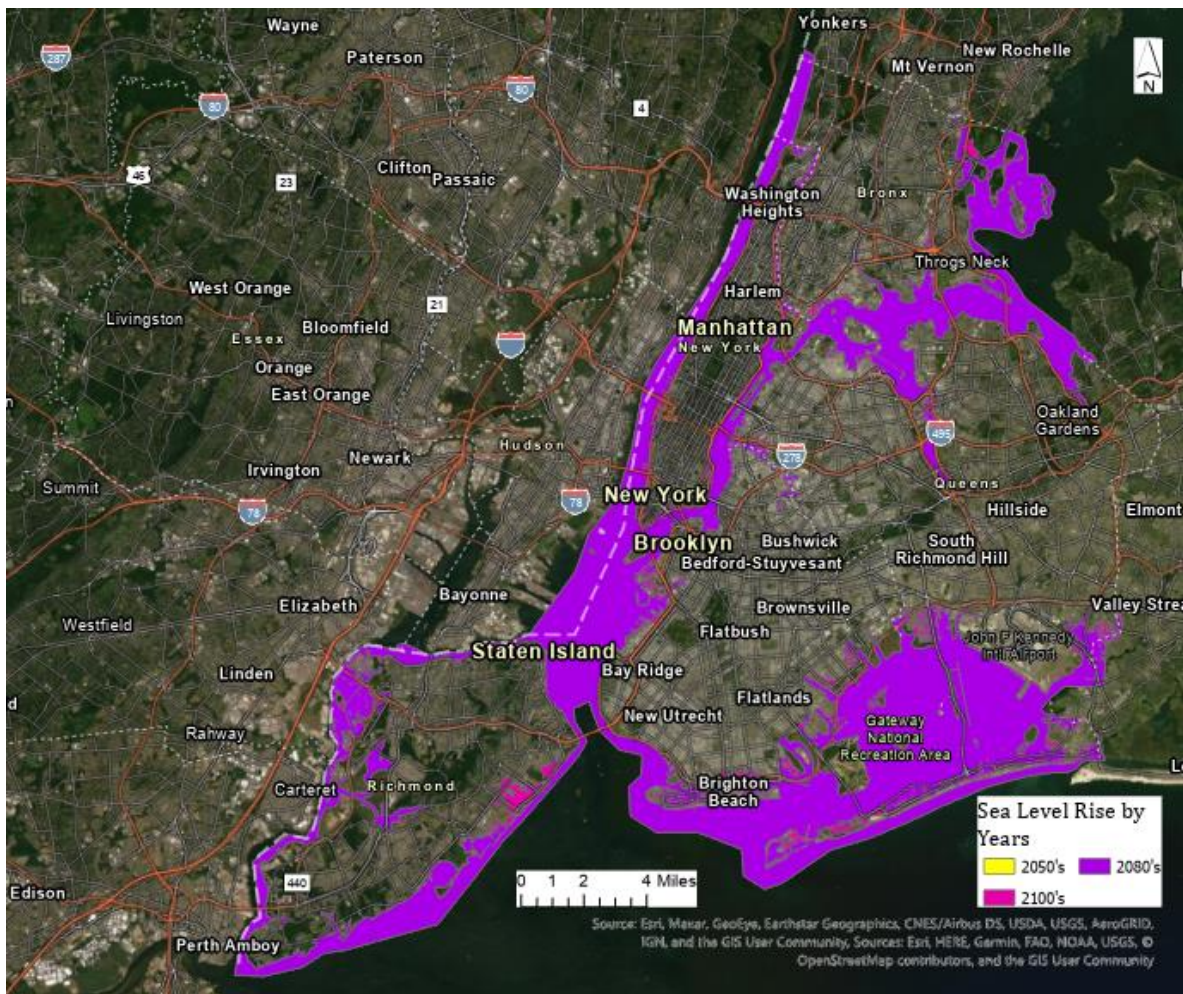 Yonkers
Wayne
New Rochelle
287
Paterson
Mt Vernon
N
80
80
4
46
Clifton
23
Passaic
Washington
Heights
Bronx
Throgs Neck
West Orange
Harlem
21
Livingston
Bloomfield
Manhattan
Essex
New York
Orange
East Orange
Oakland
Gardens
Hudson
495
Newark
278
Irvington
Queens
Summit
New York
78
78
Hillside
Elmont
Brooklyn
Bushwick
South
Richmond Hill
Bedford-Stuyvesant
Bayonne
Elizabeth
Brownsville
Valley Strea
Westfield
Flatbush
John F Kennedy
Intl Airport
Staten Island
Linden
Bay Ridge
d
Flatlands
New Utrecht
Gateway
National
Recreation Area
Rahway
L
Carteret
Richmond
Brighton
Beach
Sea Level Rise by
Years
2050's
2080's
2100's
0 1 2 4 Miles
440
Edison
Perth Amboy
Source: Esri, Maxar, GeoEye, Earthstar Geographics, CNES/Airbus DS, USDA, USGS, AeroGRID,
IGN, and the GIS User Community, Sources: Esri, HERE, Garmin, FAO, NOAA, USGS, ©
OpenStreetMap contributors, and the GIS User Community